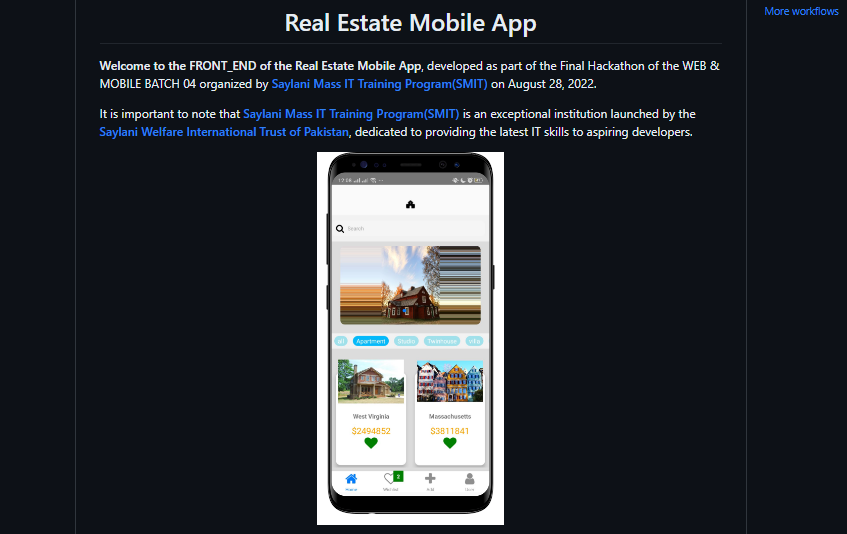 More workflows
Real Estate Mobile App
Welcome to the FRONT_END of the Real Estate Mobile App, developed as part of the Final Hackathon of the WEB &
MOBILE BATCH 04 organized by Saylani Mass IT Training Program(SMIT) on August 28, 2022.
It is important to note that Saylani Mass IT Training Program(SMIT) is an exceptional institution launched by the
Saylani Welfare International Trust of Pakistan, dedicated to providing the latest IT skills to aspiring developers.
Search
all Apartment Studio villa
West Virginia Massachusetts
$2494852 $3811841
2
Home